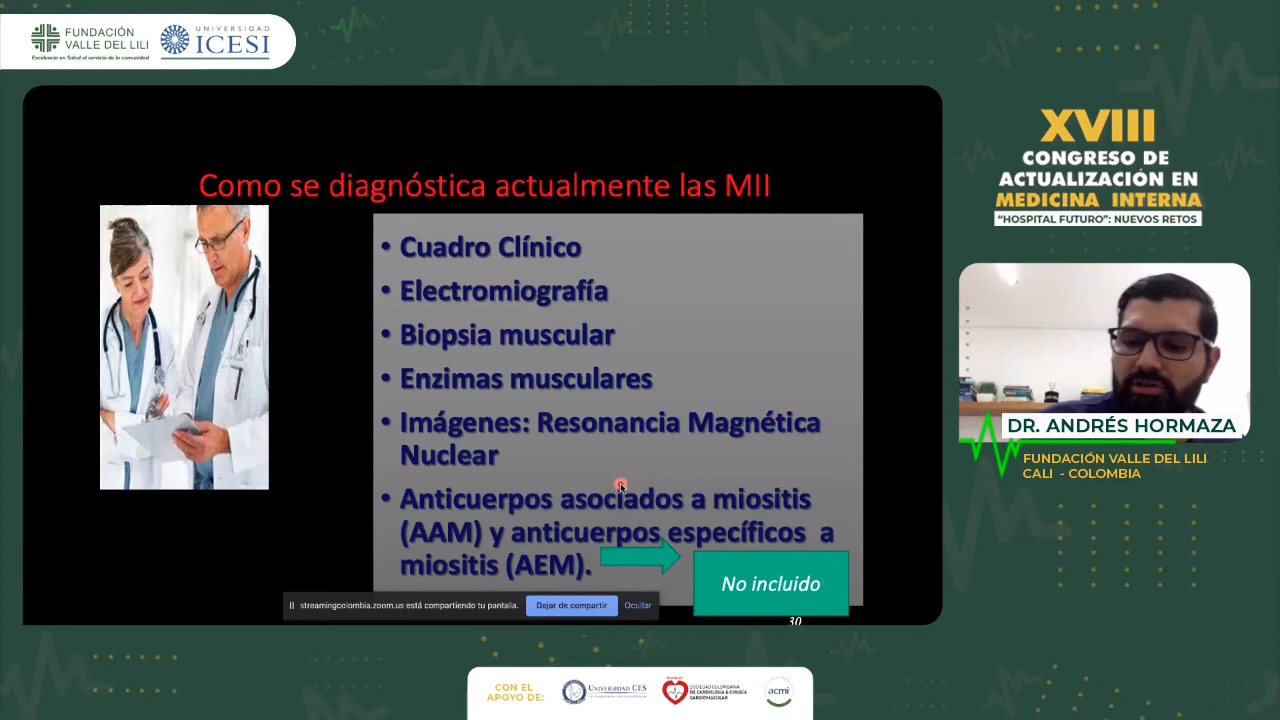 FUNDACIÓN
VALLE DEL LILI
Excelencia en Salud al servicio de la comunidad
UNIVERSIDAD
ICESI
Como se diagnóstica actualmente las MII
• Cuadro Clínico
• Electromiografía
• Biopsia muscular
• Enzimas musculares
• Imágenes: Resonancia Magnética
Nuclear
• Anticuerpos asociados a miositis
(AAM) y anticuerpos específicos a
miositis (AEM).
No incluido
30
streamingcolombia.zoom.us está compartiendo tu pantalla.
Dejar de compartir
Ocultar
XVIII
CONGRESO DE
ACTUALIZACIÓN EN
MEDICINA INTERNA
“HOSPITAL FUTURO”: NUEVOS RETOS
DR. ANDRÉS HORMAZA
FUNDACIÓN VALLE DEL LILI
CALI - COLOMBIA
CON EL
APOYO DE:
UNIVERSIDAD CES
SOCIEDAD COLOMBIANA
DE CARDIOLOGÍA & CIRUGÍA
CARDIOVASCULAR
acmi